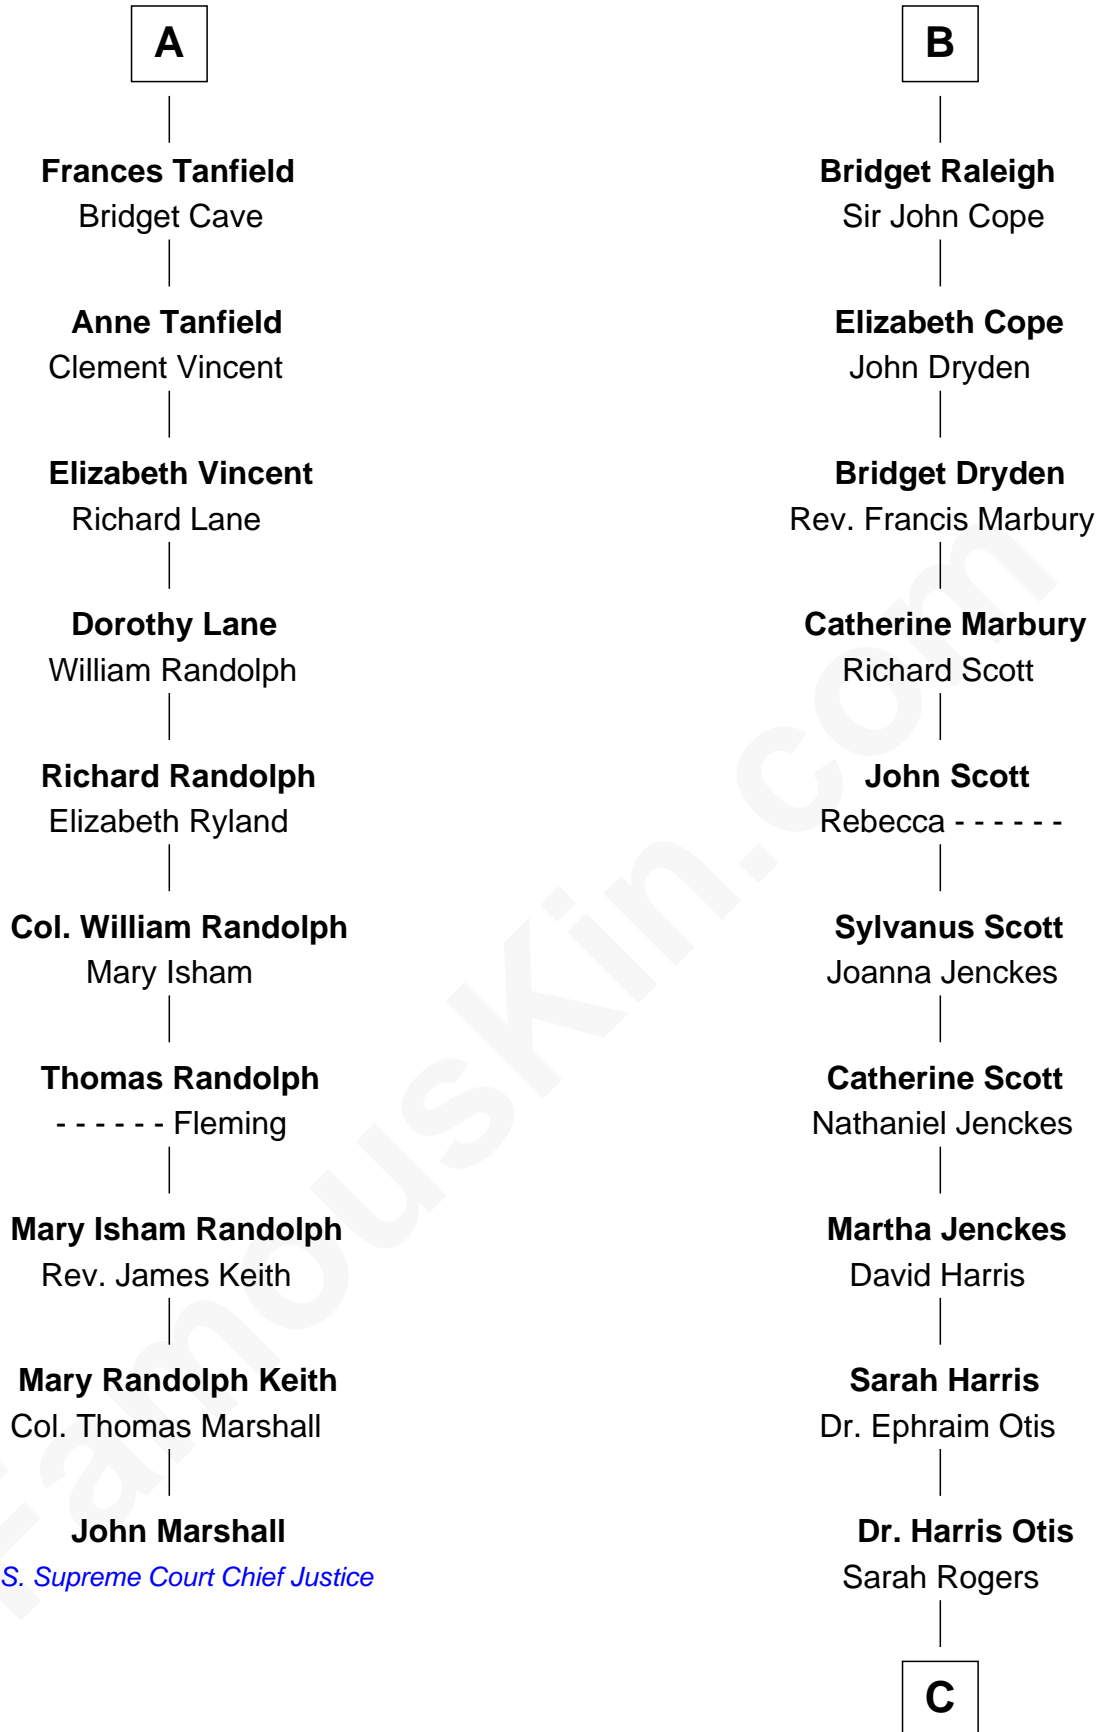 A
Frances Tanfield
Bridget Cave
Anne Tanfield
Clement Vincent
Elizabeth Vincent
Richard Lane
Dorothy Lane
William Randolph
Richard Randolph
Elizabeth Ryland
Col. William Randolph
Mary Isham
Thomas Randolph
- - - - - - Fleming
Mary Isham Randolph
Rev. James Keith
Mary Randolph Keith
Col. Thomas Marshall
John Marshall
S. Supreme Court Chief Justice
B
Bridget Raleigh
Sir John Cope
Elizabeth Cope
John Dryden
Bridget Dryden
Rev. Francis Marbury
Catherine Marbury
Richard Scott
John Scott
Rebecca - - - - - -
Sylvanus Scott
Joanna Jenckes
Catherine Scott
Nathaniel Jenckes
Martha Jenckes
David Harris
Sarah Harris
Dr. Ephraim Otis
Dr. Harris Otis
Sarah Rogers
C
FamousKin.com